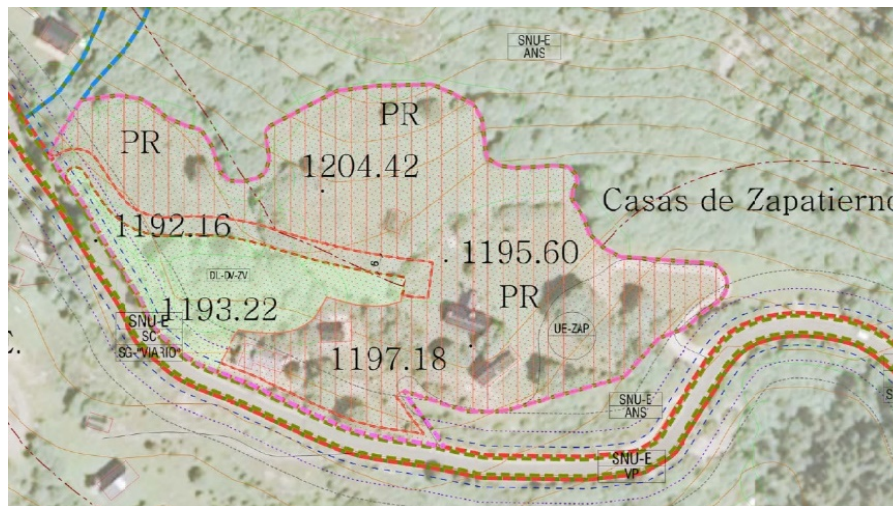 SNU-E
ANS
PR
PR
1204.42
Casas de Zapatierno
1192.16
1195.60
6
DL-DV-ZV
PR
1193.22
SNU-E
SC
SG-"VIARIO"
UE-ZAP
1197.18
SNU-E
ANS
SNU-E
VP